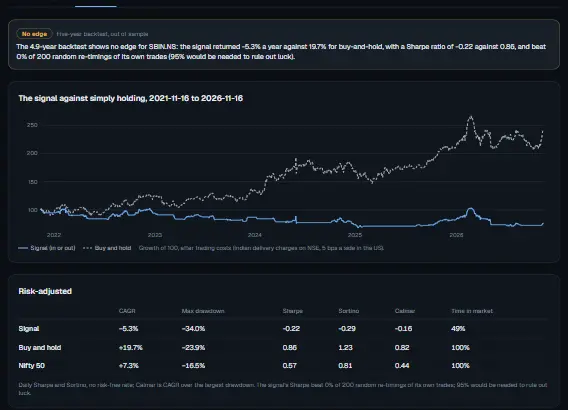 No edge Five-year backtest, out of sample
The 4.9-year backtest shows no edge for SBIN.NS: the signal returned -5.3% a year against 19.7% for buy-and-hold, with a Sharpe ratio of -0.22 against 0.86, and beat
0% of 200 random re-timings of its own trades (95% would be needed to rule out luck).
The signal against simply holding, 2021-11-16 to 2026-11-16
250
200
150
100
2022 2023 2024 2025 2026
Signal (in or out) Buy and hold Growth of 100, after trading costs (Indian delivery charges on NSE, 5 bps a side in the US).
Risk-adjusted
CAGR Max drawdown Sharpe Sortino Calmar Time in market
Signal -5.3% -34.0% -0.22 -0.29 -0.16 49%
Buy and hold +19.7% -23.9% 0.86 1.23 0.82 100%
Nifty 50 +7.3% -16.5% 0.57 0.81 0.44 100%
Daily Sharpe and Sortino, no risk-free rate; Calmar is CAGR over the largest drawdown. The signal's Sharpe beat 0% of 200 random re-timings of its own trades; 95% would be needed to rule out
luck.